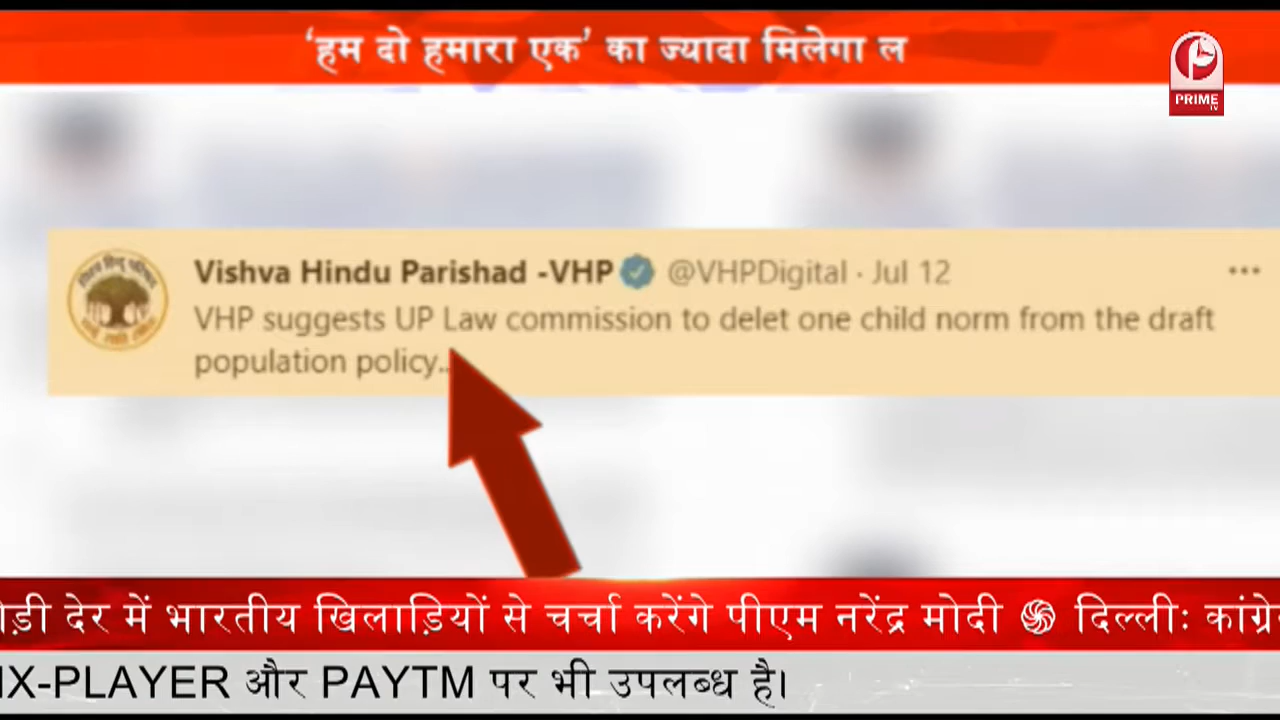 ‘हम दो हमारा एक’ का ज्यादा मिलेगा ल
PRIME
TV
Vishva Hindu Parishad -VHP @VHPDigital · Jul 12
VHP suggests UP Law commission to delet one child norm from the draft
population policy..
देर में भारतीय खिलाड़ियों से चर्चा करेंगे पीएम नरेंद्र मोदी दिल्लीः
X-PLAYER और PAYTM पर भी उपलब्ध है।